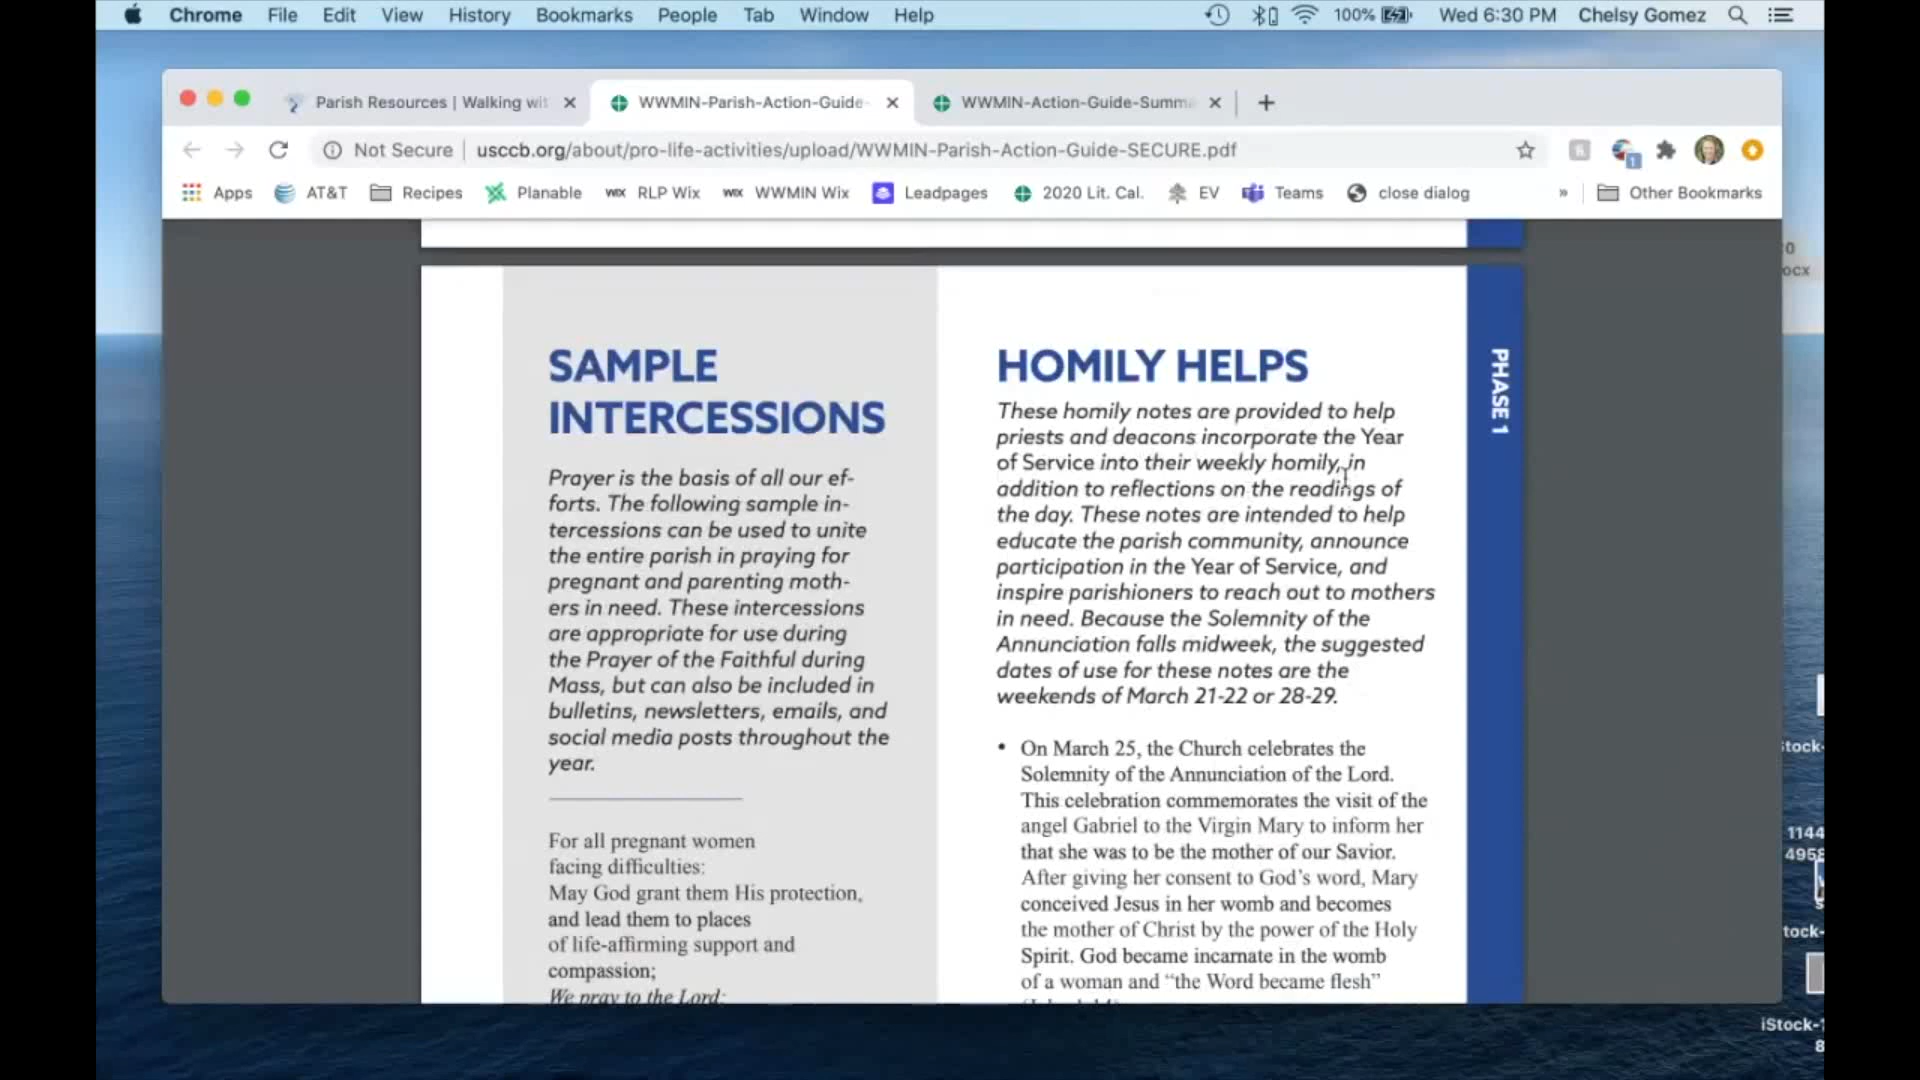 Chrome File Edit View History Bookmarks People Tab Window Help 100% Wed 6:30 PM Chelsy Gomez
Parish Resources | Walking wit
WWMIN-Parish-Action-Guide-
WWMIN-Action-Guide-Summ
Not Secure | usccb.org/about/pro-life-activities/upload/WWMIN-Parish-Action-Guide-SECURE.pdf
1
Apps AT&T Recipes Planable WIX RLP Wix WIX WWMIN Wix Leadpages 2020 Lit. Cal. EV Teams close dialog » Other Bookmarks
SAMPLE
INTERCESSIONS
Prayer is the basis of all our ef-
forts. The following sample in-
tercessions can be used to unite
the entire parish in praying for
pregnant and parenting moth-
ers in need. These intercessions
are appropriate for use during
the Prayer of the Faithful during
Mass, but can also be included in
bulletins, newsletters, emails, and
social media posts throughout the
year.
For all pregnant women
facing difficulties:
May God grant them His protection,
and lead them to places
of life-affirming support and
compassion;
We pray to the Lord:
HOMILY HELPS
These homily notes are provided to help
priests and deacons incorporate the Year
of Service into their weekly homily, in
addition to reflections on the readings of
the day. These notes are intended to help
educate the parish community, announce
participation in the Year of Service, and
inspire parishioners to reach out to mothers
in need. Because the Solemnity of the
Annunciation falls midweek, the suggested
dates of use for these notes are the
weekends of March 21-22 or 28-29.
• On March 25, the Church celebrates the
Solemnity of the Annunciation of the Lord.
This celebration commemorates the visit of the
angel Gabriel to the Virgin Mary to inform her
that she was to be the mother of our Savior.
After giving her consent to God's word, Mary
conceived Jesus in her womb and becomes
the mother of Christ by the power of the Holy
Spirit. God became incarnate in the womb
of a woman and “the Word became flesh”
PHASE 1
0
ocx
tock-
1144
4958
tock-
iStock-1
8